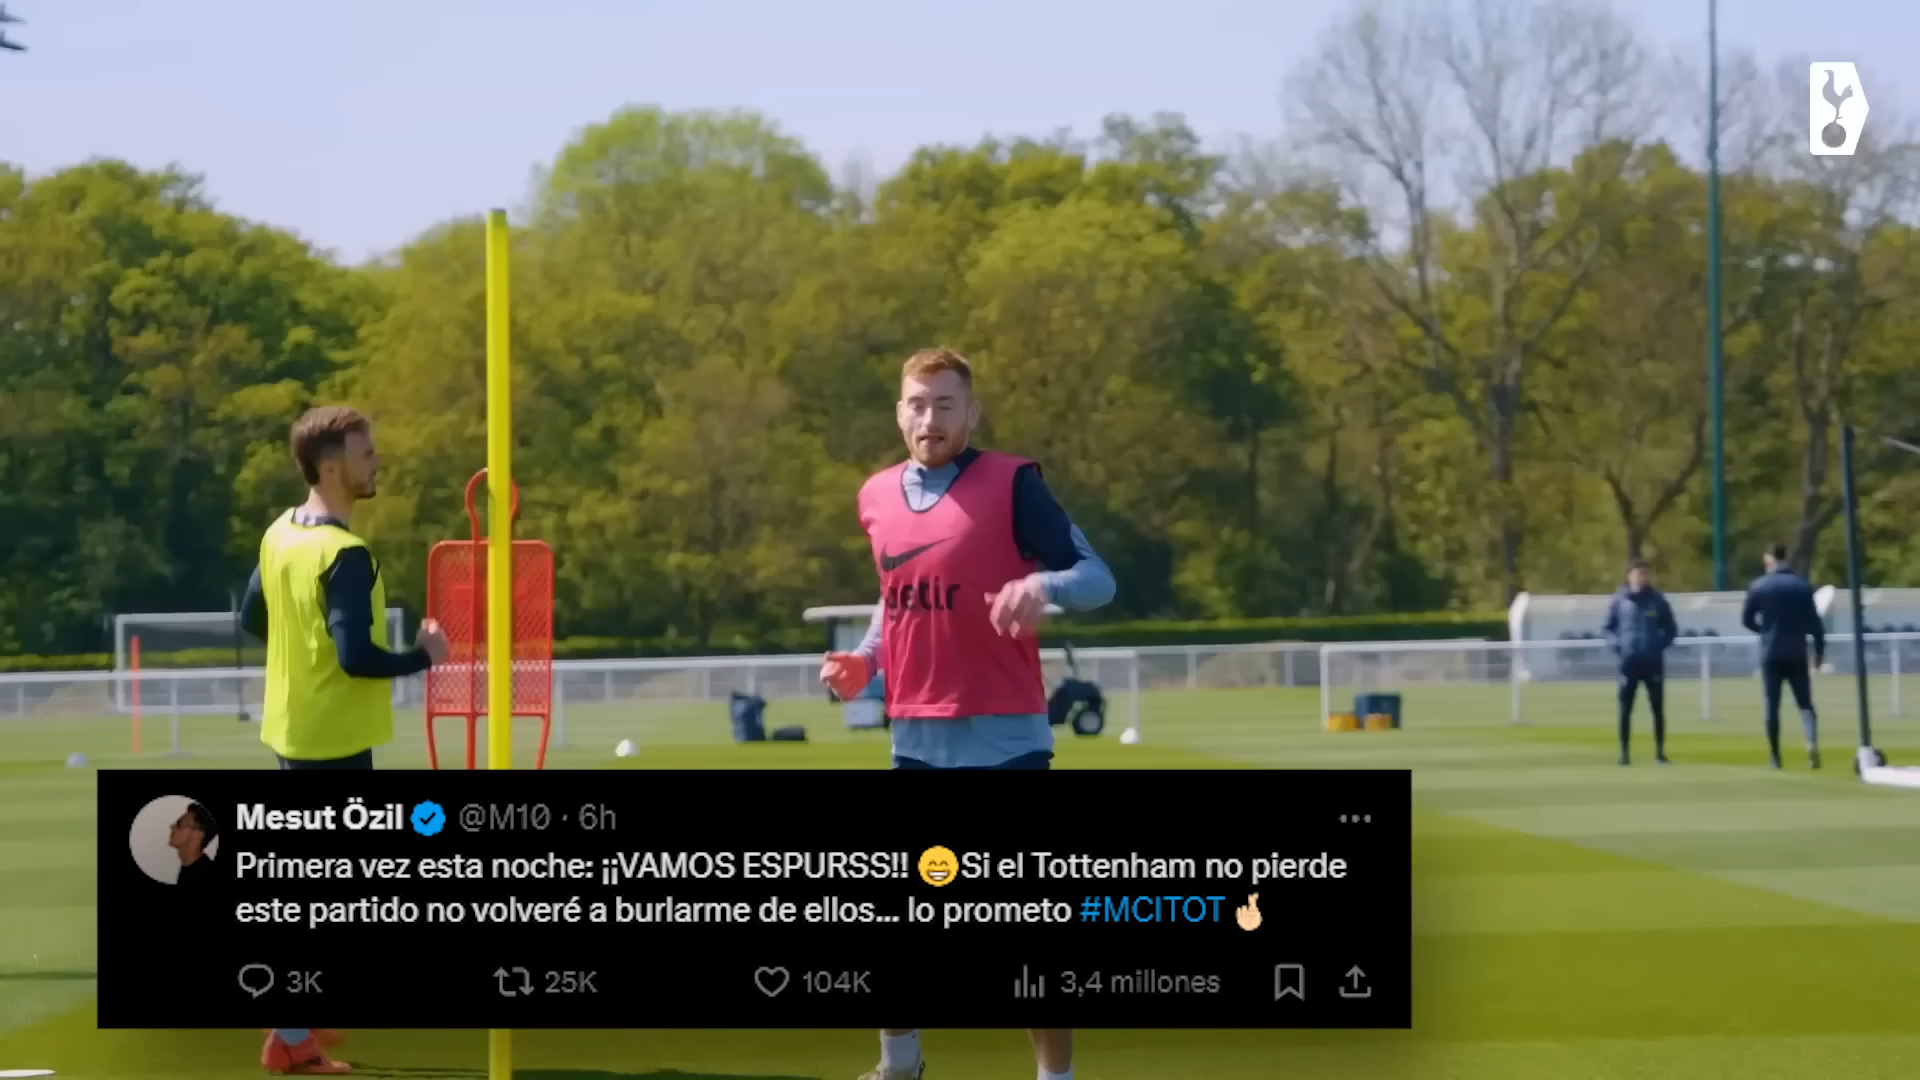 getir
Mesut Özil @M10 · 6h
Primera vez esta noche: ¡¡VAMOS ESPURSS!! 😁Si el Tottenham no pierde
este partido no volveré a burlarme de ellos... lo prometo #MCITOT🤞🏻
3K 25K 104K 3,4 millones